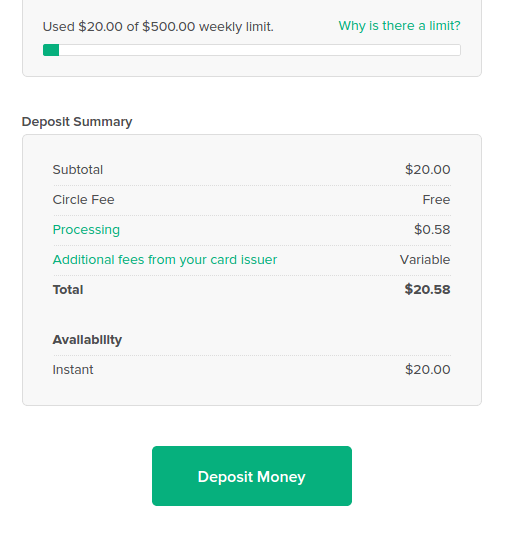 Used $20.00 of $500.00 weekly limit. Why is there a limit?
Deposit Summary
Subtotal $20.00
Circle Fee Free
Processing $0.58
Additional fees from your card issuer Variable
Total $20.58
Availability
Instant $20.00
Deposit Money